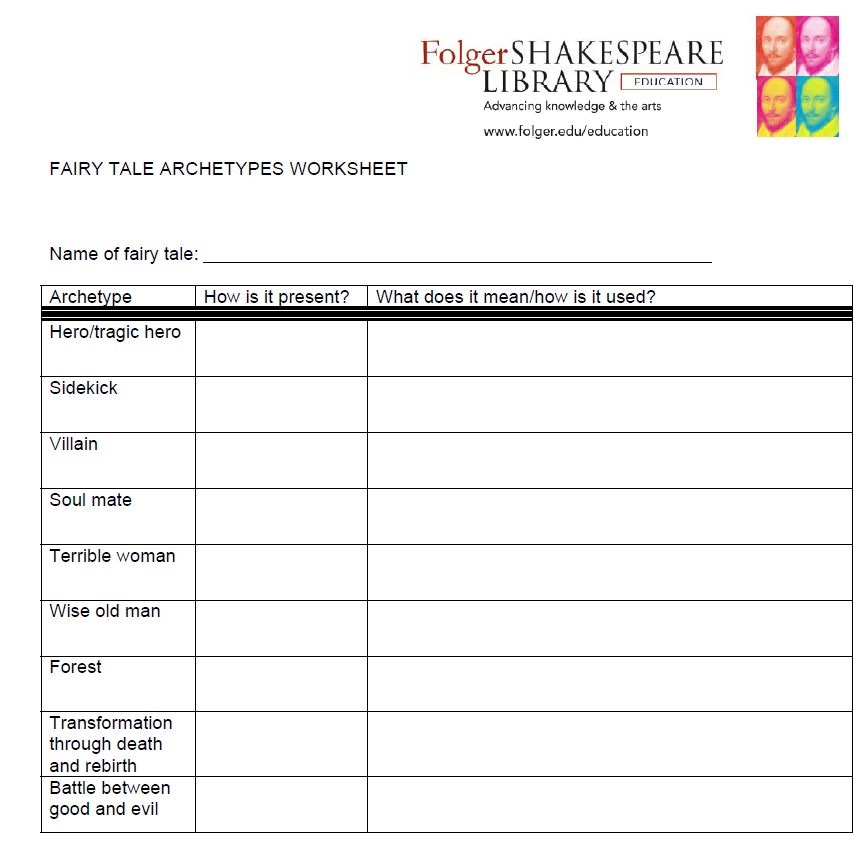 Folger SHAKESPEARE
LIBRARY EDUCATION
Advancing knowledge & the arts
www.folger.edu/education
FAIRY TALE ARCHETYPES WORKSHEET
Name of fairy tale: ___________________________________________________
Archetype How is it present? What does it mean/how is it used?
Hero/tragic hero
Sidekick
Villain
Soul mate
Terrible woman
Wise old man
Forest
Transformation
through death
and rebirth
Battle between
good and evil